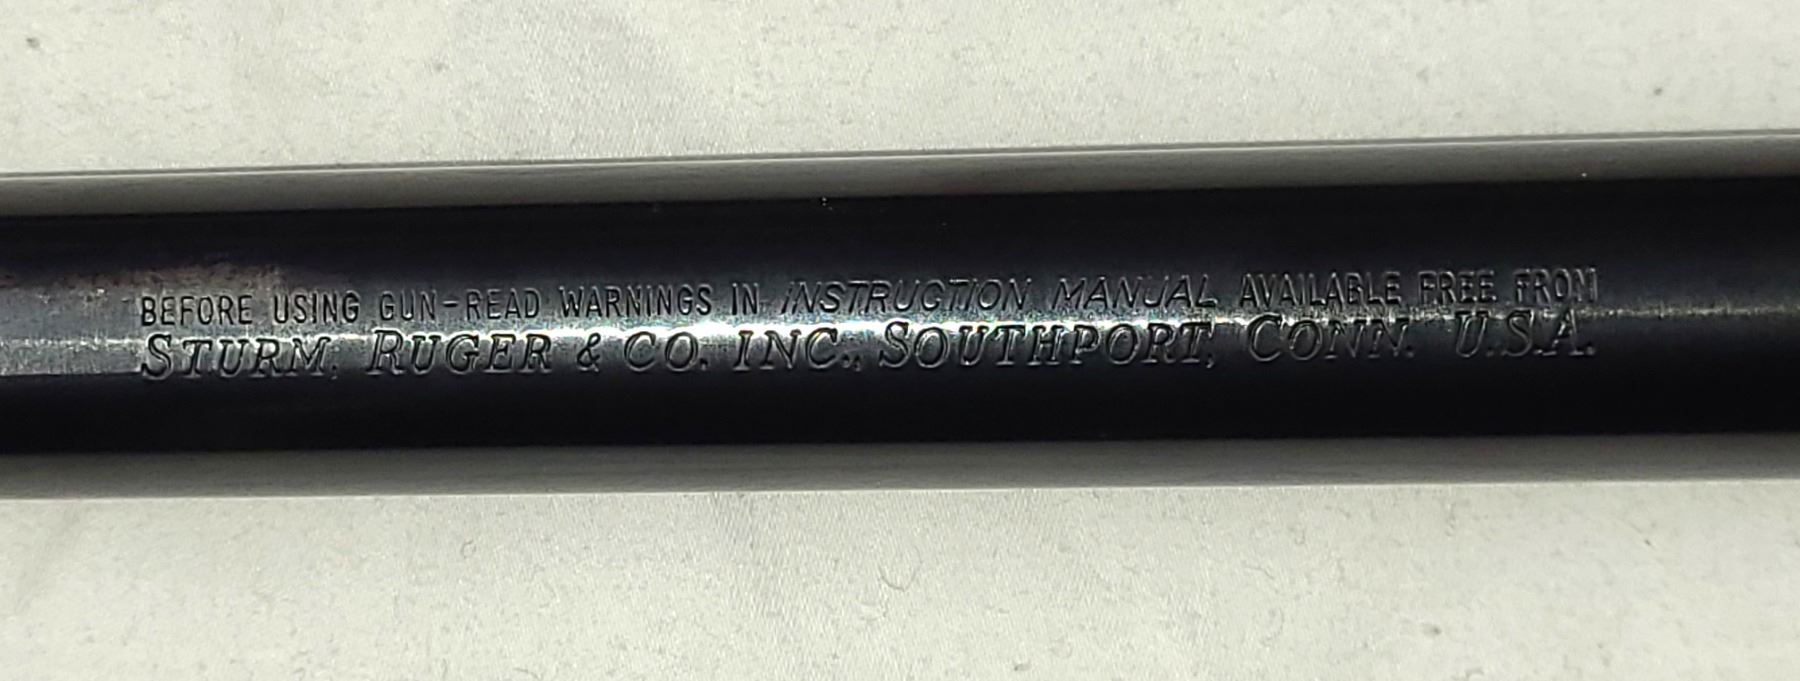 BEFORE USING GUN-READ WARNINGS IN INSTRUCTION MANUAL AVAILABLE FREE FROM
STURM, RUGER & CO. INC., SOUTHPORT, CONN. U.S.A.